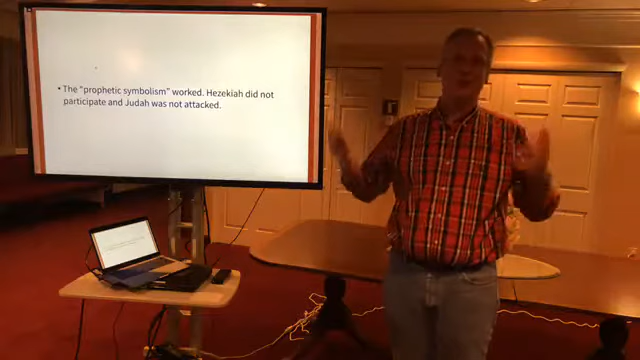 • The “prophetic symbolism” worked. Hezekiah did not
participate and Judah was not attacked.